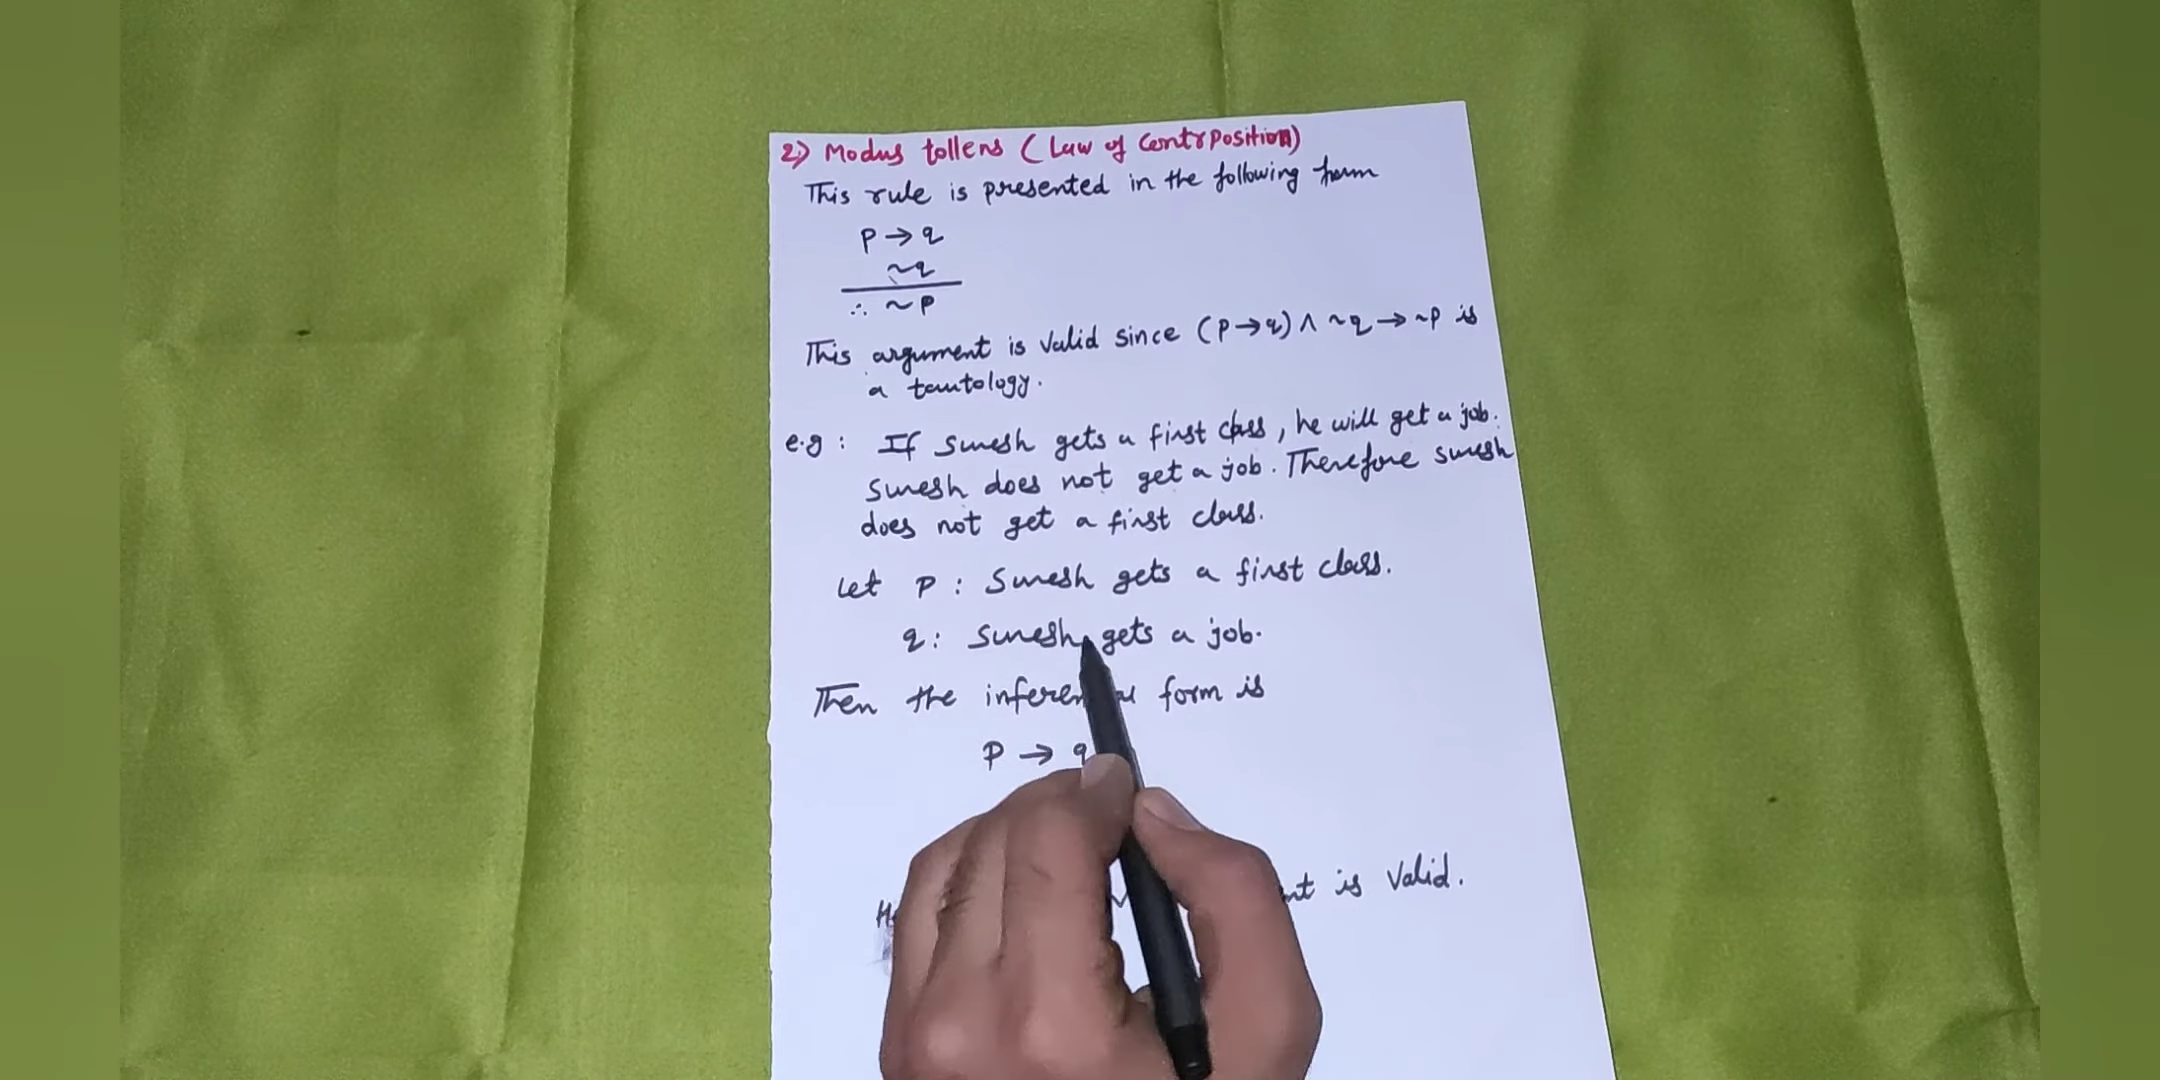 2) Modus tollens (Law of Contrposition)
This rule is presented in the following form
p → q
~q
∴ ~p
This argument is valid since (p → q) ∧ ~q → ~p is
a tautology.
e.g : If Suresh gets a first class, he will get a job.
Suresh does not get a job. Therefore Suresh
does not get a first class.
Let p : Suresh gets a first class.
q : Suresh gets a job.
Then the form is
p → q
is valid.